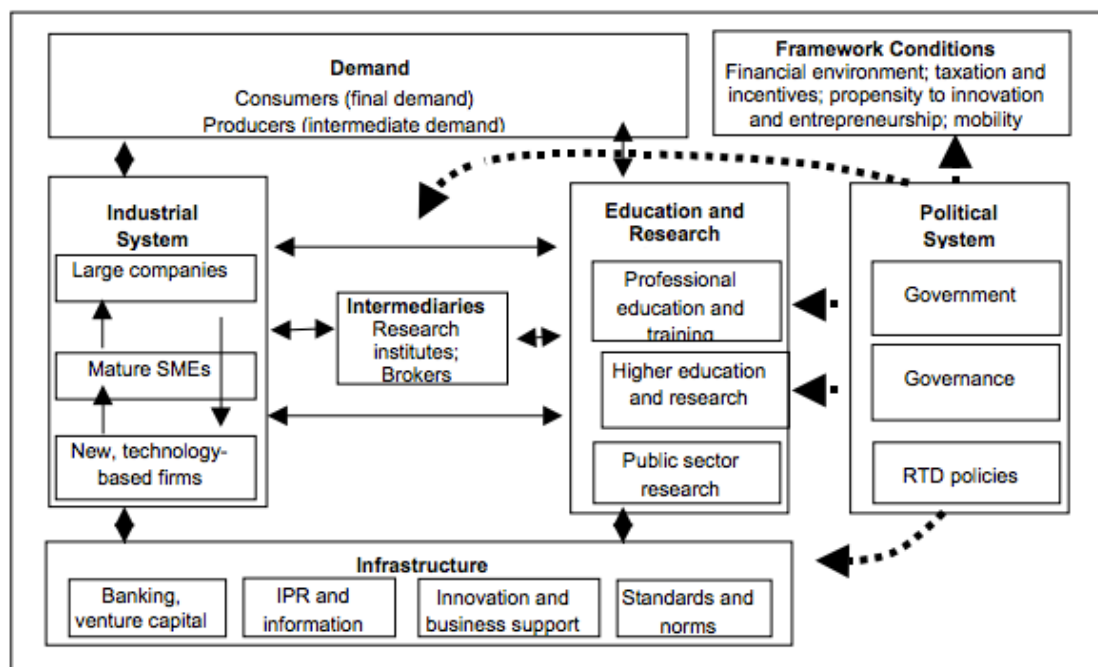 Demand
Consumers (final demand)
Producers (intermediate demand)
Framework Conditions
Financial environment; taxation and
incentives; propensity to innovation
and entrepreneurship; mobility
Industrial
System
Large companies
Mature SMEs
New, technology-
based firms
Intermediaries
Research
institutes;
Brokers
Education and
Research
Professional
education and
training
Higher education
and research
Public sector
research
Political
System
Government
Governance
RTD policies
Infrastructure
Banking,
venture capital
IPR and
information
Innovation and
business support
Standards and
norms